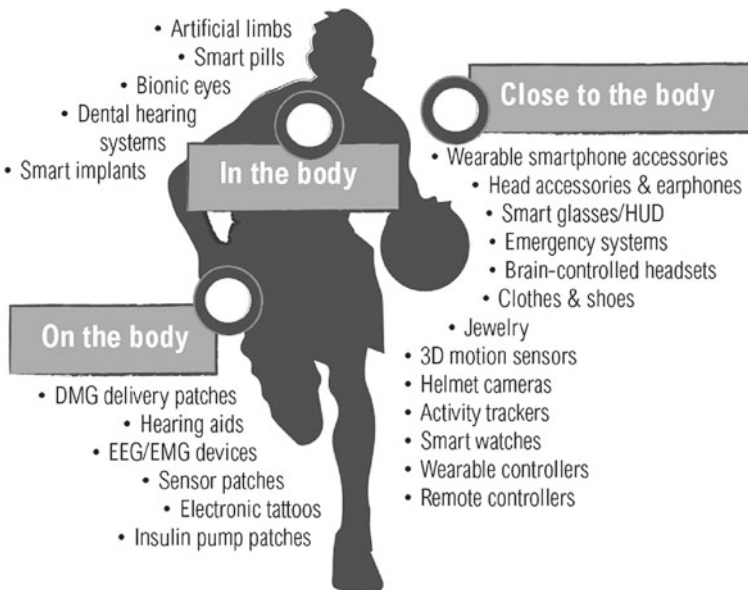 • Artificial limbs
• Smart pills
• Bionic eyes
• Dental hearing
systems
• Smart implants
In the body
Close to the body
• Wearable smartphone accessories
• Head accessories & earphones
• Smart glasses/HUD
• Emergency systems
• Brain-controlled headsets
• Clothes & shoes
• Jewelry
• 3D motion sensors
• Helmet cameras
• Activity trackers
• Smart watches
• Wearable controllers
• Remote controllers
On the body
• DMG delivery patches
• Hearing aids
• EEG/EMG devices
• Sensor patches
• Electronic tattoos
• Insulin pump patches